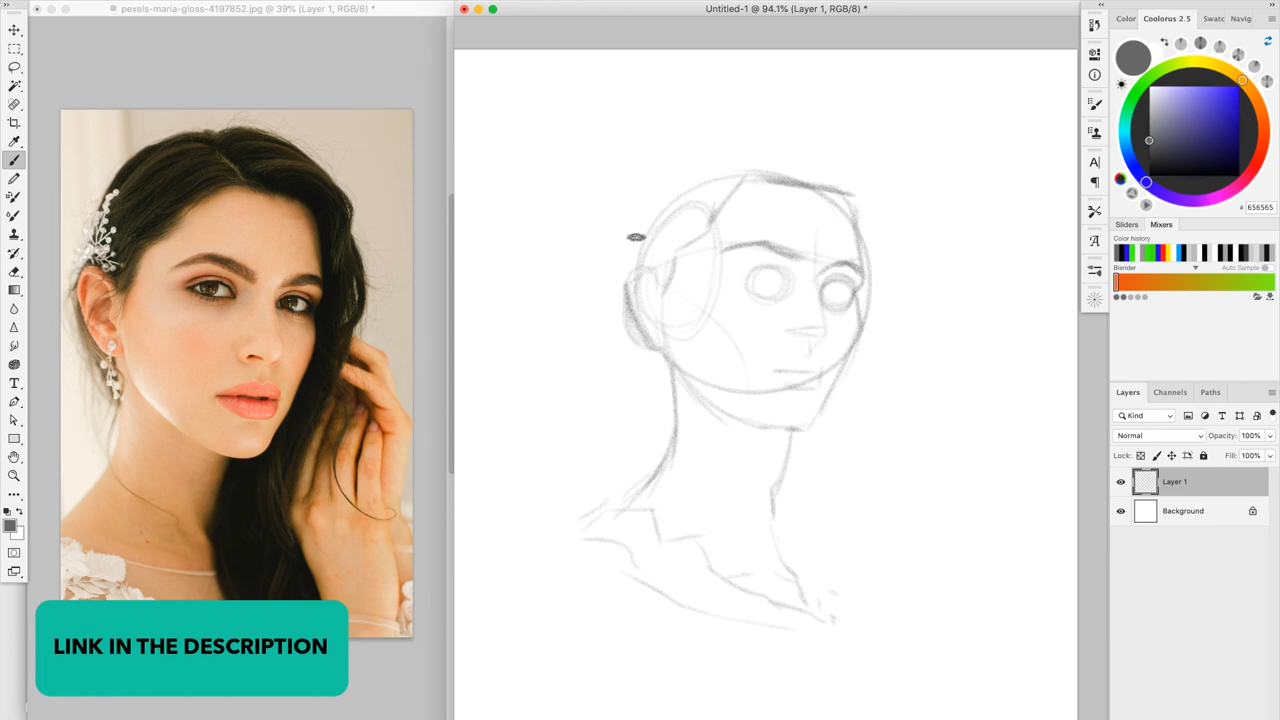 pexels-maria-gloss-4197852.jpg @ 39% (Layer 1, RGB/8) *
Untitled-1 @ 94.1% (Layer 1, RGB/8) *
Color
Coolorus 2.5
Swatc
Navig
# 656565
Sliders
Mixers
Color history
Blender
Auto Sample
Layers
Channels
Paths
Kind
Normal
Opacity: 100%
Lock:
Fill: 100%
Layer 1
Background
LINK IN THE DESCRIPTION